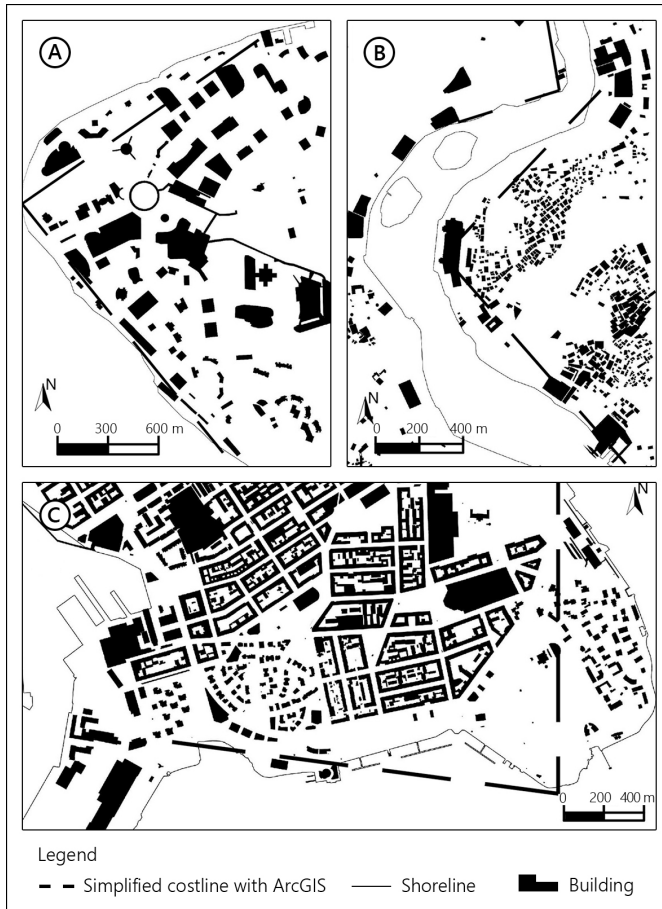 A
B
N
N
0 300 600 m
0 200 400 m
C
N
0 200 400 m
Legend
Simplified costline with ArcGIS
Shoreline
Building